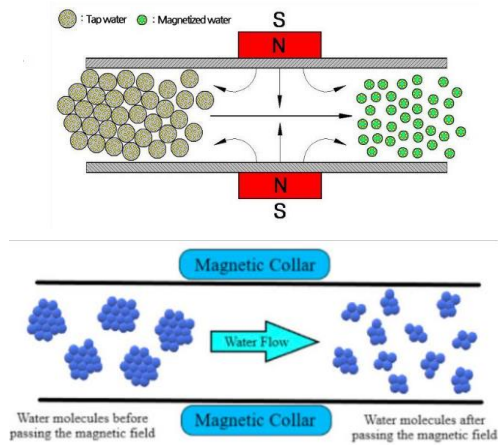 S
: Tap water : Magnetized water
N
N
S
Magnetic Collar
Water Flow
Water molecules before
passing the magnetic field
Magnetic Collar
Water molecules after
passing the magnetic field